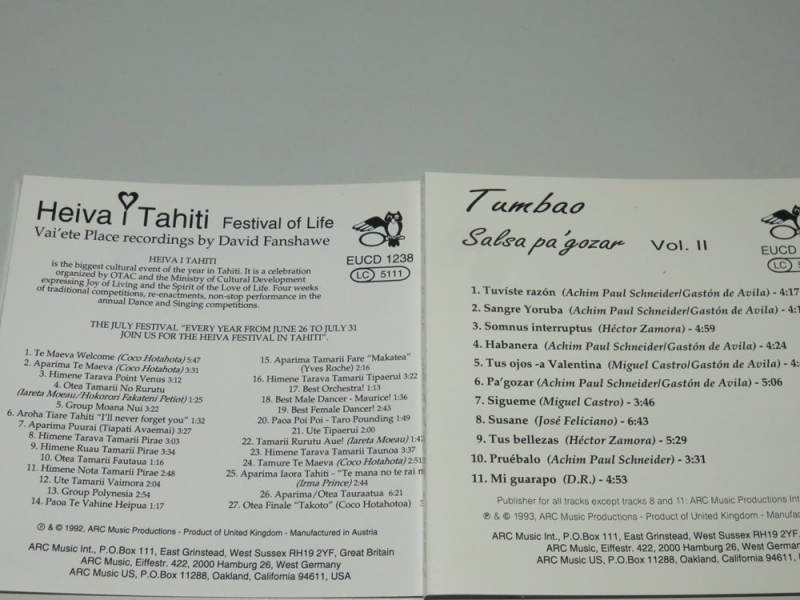 Heiva i Tahiti Festival of Life
Vai'ete Place recordings by David Fanshawe
EUCD 1238
LC 5111
HEIVA I TAHITI
is the biggest cultural event of the year in Tahiti. It is a celebration
organized by OTAC and the Ministry of Cultural Development
expressing Joy of Living and the Spirit of the Love of Life. Four weeks
of traditional competitions, re-enactments, non-stop performance in the
annual Dance and Singing competitions.
THE JULY FESTIVAL "EVERY YEAR FROM JUNE 26 TO JULY 31
JOIN US FOR THE HEIVA FESTIVAL IN TAHITI".
1. Te Maeva Welcome (Coco Hotahota) 5:47
2. Aparima Te Maeva (Coco Hotahota) 3:31
3. Himene Tarava Point Venus 3:12
4. Otea Tamarii No Rurutu
(Iareta Moeau/Hokorori Fakateni Petiot) 1:25
5. Group Moana Nui 3:22
6. Aroha Tiare Tahiti "I'll never forget you" 1:32
7. Aparima Puurai (Tiapati Avaemai) 3:27
8. Himene Tarava Tamarii Pirae 3:03
9. Himene Ruau Tamarii Pirae 3:34
10. Otea Tamarii Fautaua 1:16
11. Himene Nota Tamarii Pirae 2:48
12. Ute Tamarii Vaimora 2:04
13. Group Polynesia 2:54
14. Paoa Te Vahine Heipua 1:17
15. Aparima Tamarii Fare "Makatea"
(Yves Roche) 2:16
16. Himene Tarava Tamarii Tipaerui 3:22
17. Best Orchestra! 1:13
18. Best Male Dancer - Maurice! 1:36
19. Best Female Dancer! 2:43
20. Paoa Poi Poi - Taro Pounding 1:49
21. Ute Tipaerui 2:00
22. Tamarii Rurutu Aue! (Iareta Moeau) 1:42
23. Himene Tarava Tamarii Taunoa 3:37
24. Tamure Te Maeva (Coco Hotahota) 2:51
25. Aparima Iaora Tahiti - "Te mana no te rai
(Irma Prince) 2:44
26. Aparima/Otea Tauraatua 6:21
27. Otea Finale "Takoto" (Coco Hotahotoa)
℗ & © 1992, ARC Music Productions - Product of United Kingdom - Manufactured in Austria
ARC Music Int., P.O.Box 111, East Grinstead, West Sussex RH19 2YF, Great Britain
ARC Music, Eiffestr. 422, 2000 Hamburg 26, West Germany
ARC Music US, P.O.Box 11288, Oakland, California 94611, USA
Tumbao
Salsa pa'gozar Vol. II
EUCD
LC
1. Tuviste razón (Achim Paul Schneider/Gastón de Avila) - 4:17
2. Sangre Yoruba (Achim Paul Schneider/Gastón de Avila) - 4:1
3. Somnus interruptus (Héctor Zamora) - 4:59
4. Habanera (Achim Paul Schneider/Gastón de Avila) - 4:24
5. Tus ojos -a Valentina (Miguel Castro/Gastón de Avila) - 4:
6. Pa'gozar (Achim Paul Schneider/Gastón de Avila) - 5:06
7. Sigueme (Miguel Castro) - 3:46
8. Susane (José Feliciano) - 6:43
9. Tus bellezas (Héctor Zamora) - 5:29
10. Pruébalo (Achim Paul Schneider) - 3:31
11. Mi guarapo (D.R.) - 4:53
Publisher for all tracks except tracks 8 and 11: ARC Music Productions Int
℗ & © 1993, ARC Music Productions - Product of United Kingdom - Manufactu
ARC Music Int., P.O.Box 111, East Grinstead, West Sussex RH19 2YF,
ARC Music, Eiffestr. 422, 2000 Hamburg 26, West Germany
ARC Music US, P.O.Box 11288, Oakland, California 94611,